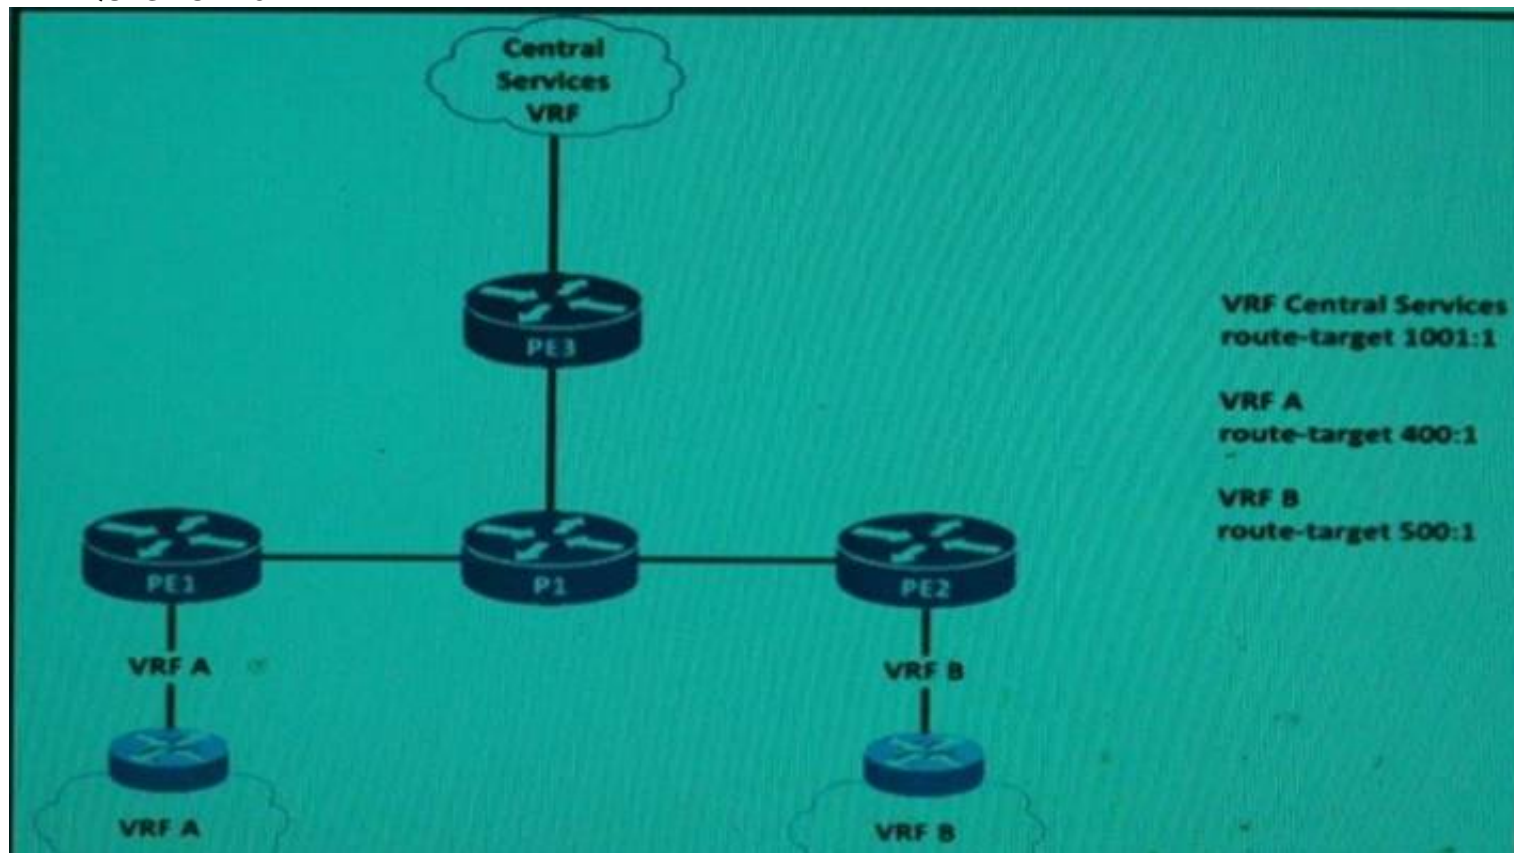 Central
Services
VRF
PE3
VRF Central Services
route-target 1001:1
VRF A
route-target 400:1
VRF B
route-target 500:1
PE1
P1
PE2
VRF A
VRF B
VRF A
VRF B